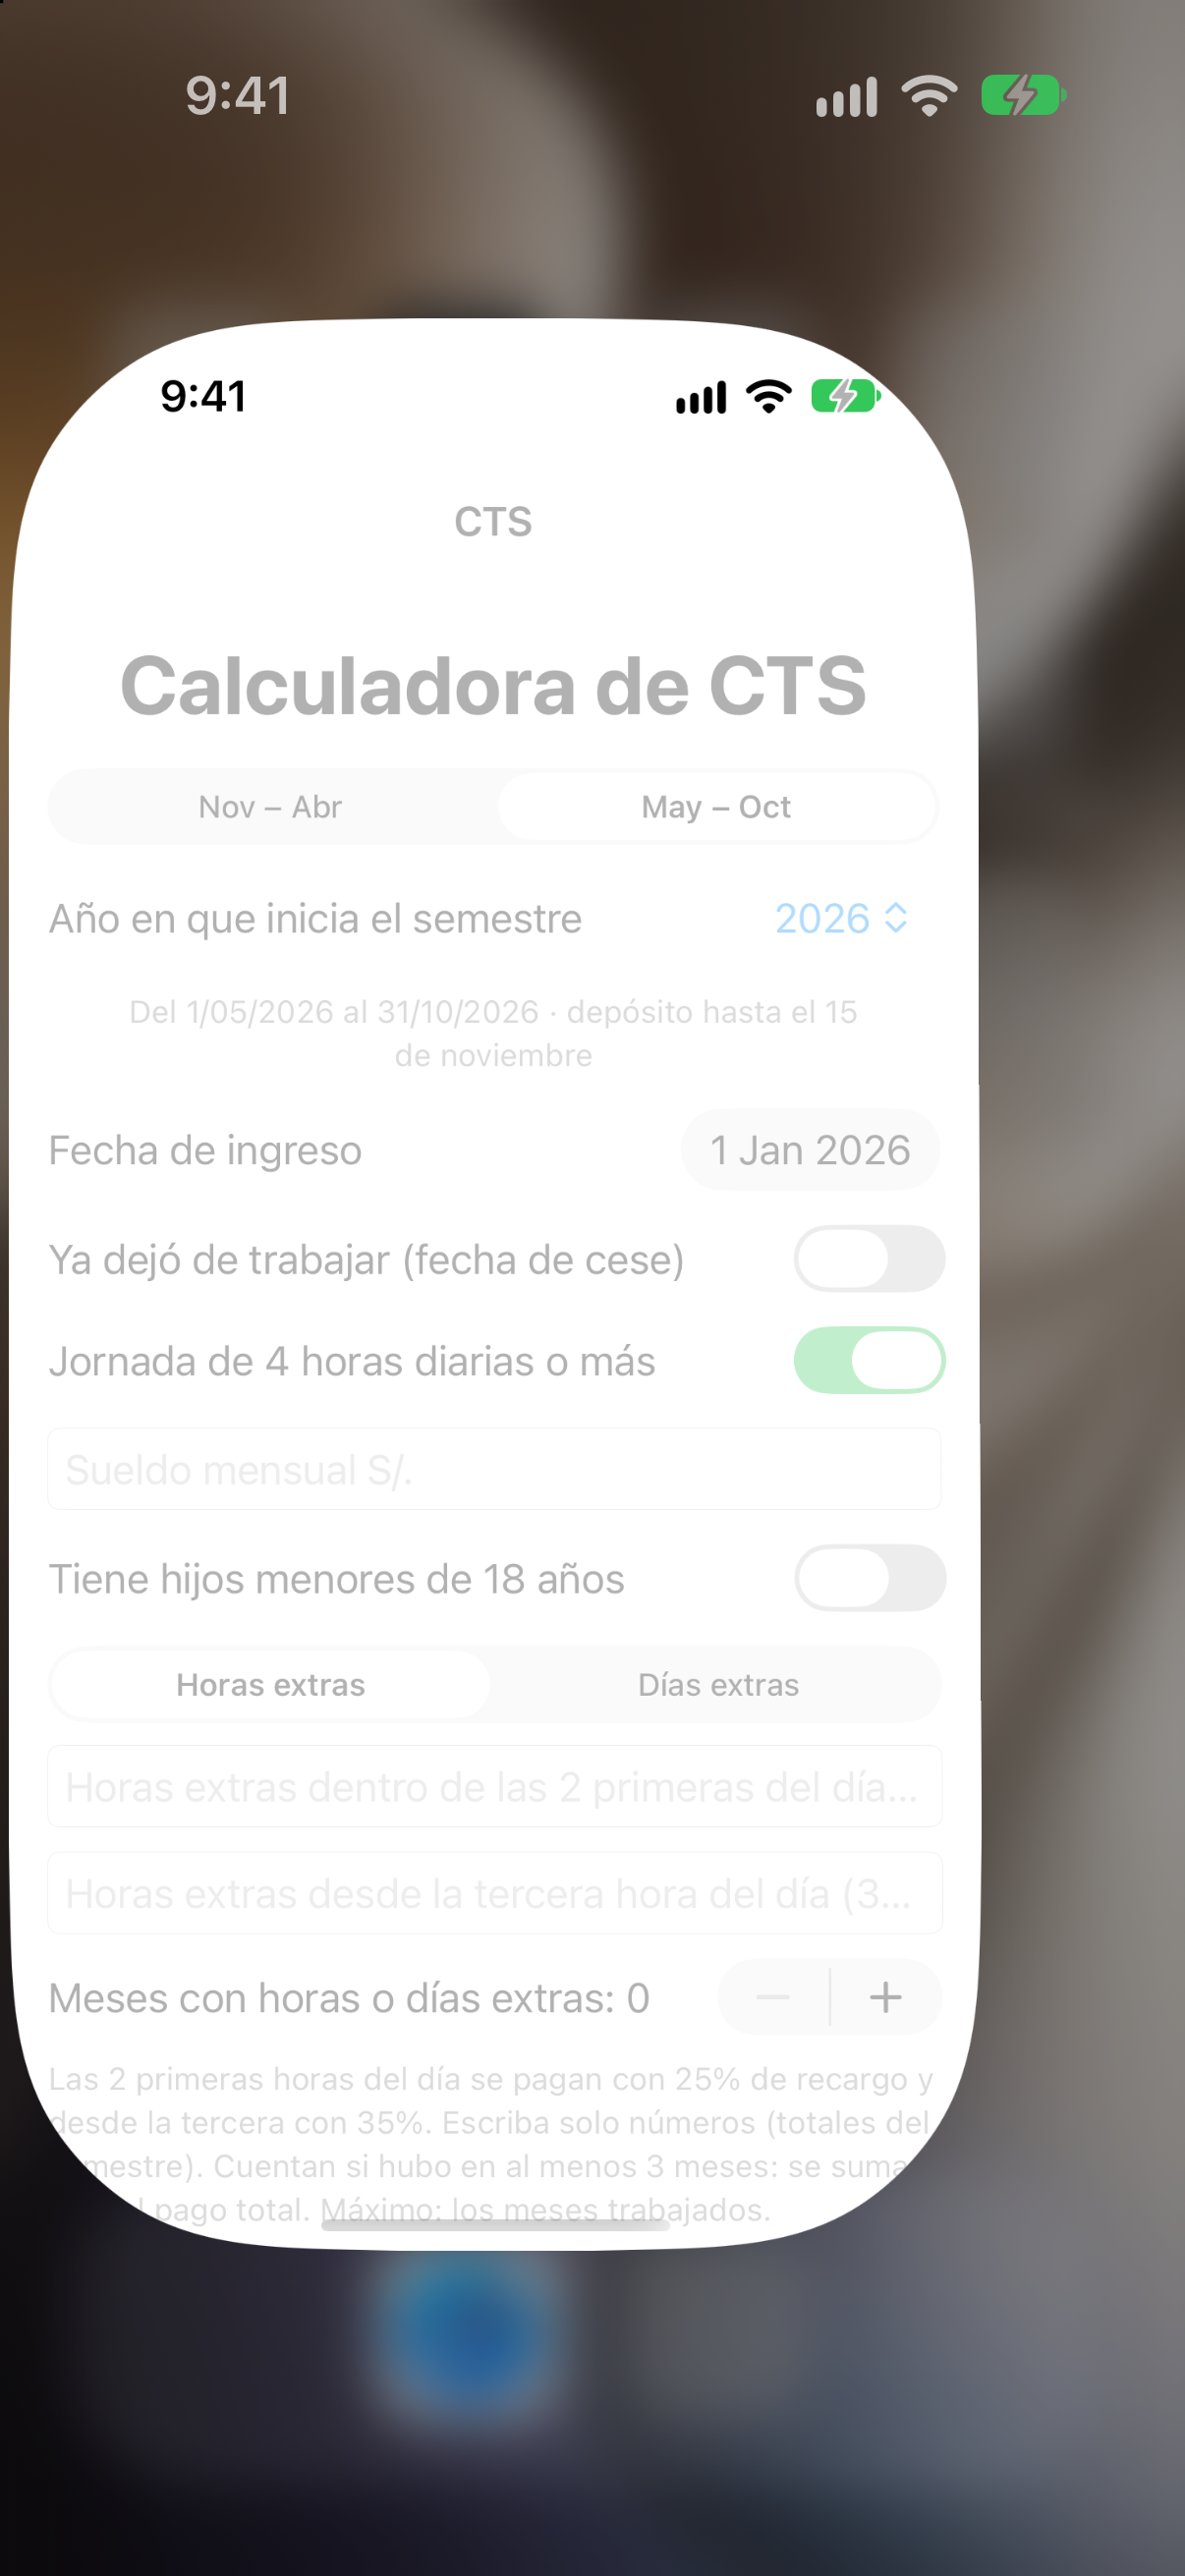 9:41
9:41
CTS
Calculadora de CTS
Nov – Abr May – Oct
Año en que inicia el semestre 2026
Del 1/05/2026 al 31/10/2026 · depósito hasta el 15
de noviembre
Fecha de ingreso 1 Jan 2026
Ya dejó de trabajar (fecha de cese)
Jornada de 4 horas diarias o más
Sueldo mensual S/.
Tiene hijos menores de 18 años
Horas extras Días extras
Horas extras dentro de las 2 primeras del día...
Horas extras desde la tercera hora del día (3...
Meses con horas o días extras: 0
Las 2 primeras horas del día se pagan con 25% de recargo y
desde la tercera con 35%. Escriba solo números (totales del
mestre). Cuentan si hubo en al menos 3 meses: se suma
l pago total. Máximo: los meses trabajados.